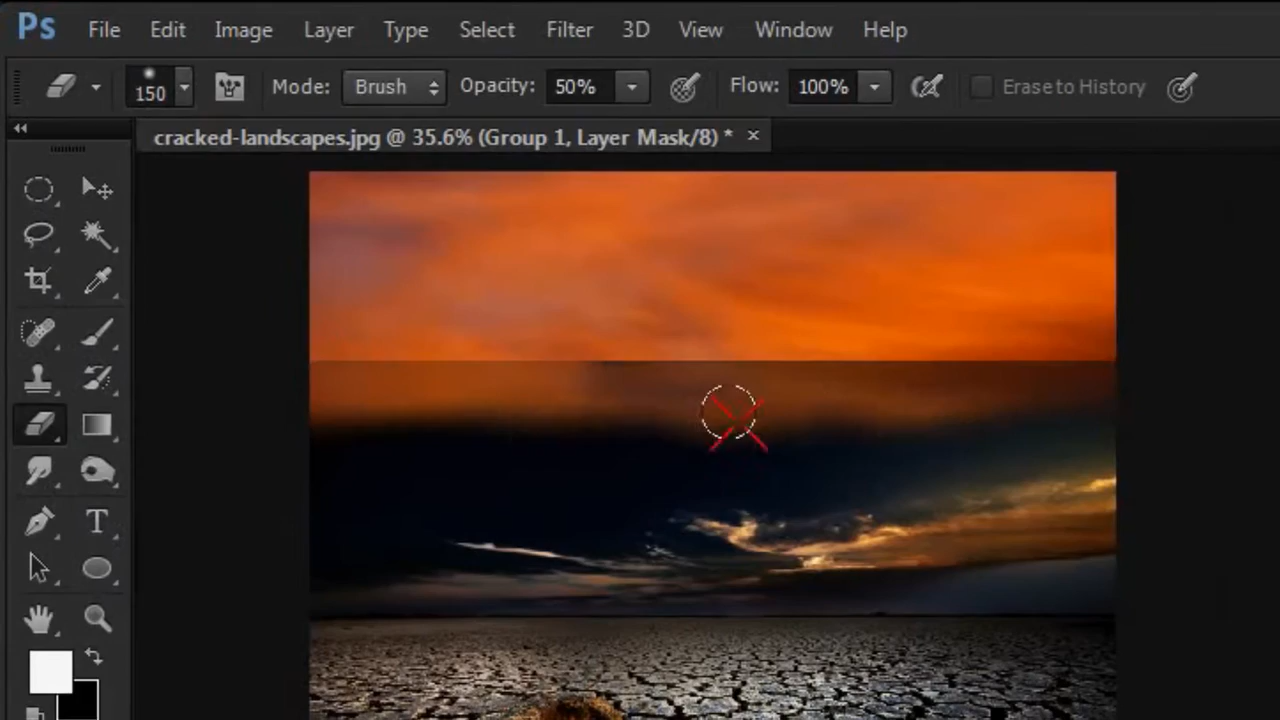 Ps File Edit Image Layer Type Select Filter 3D View Window Help
150 Mode: Brush Opacity: 50% Flow: 100% Erase to History
cracked-landscapes.jpg @ 35.6% (Group 1, Layer Mask/8) *
T